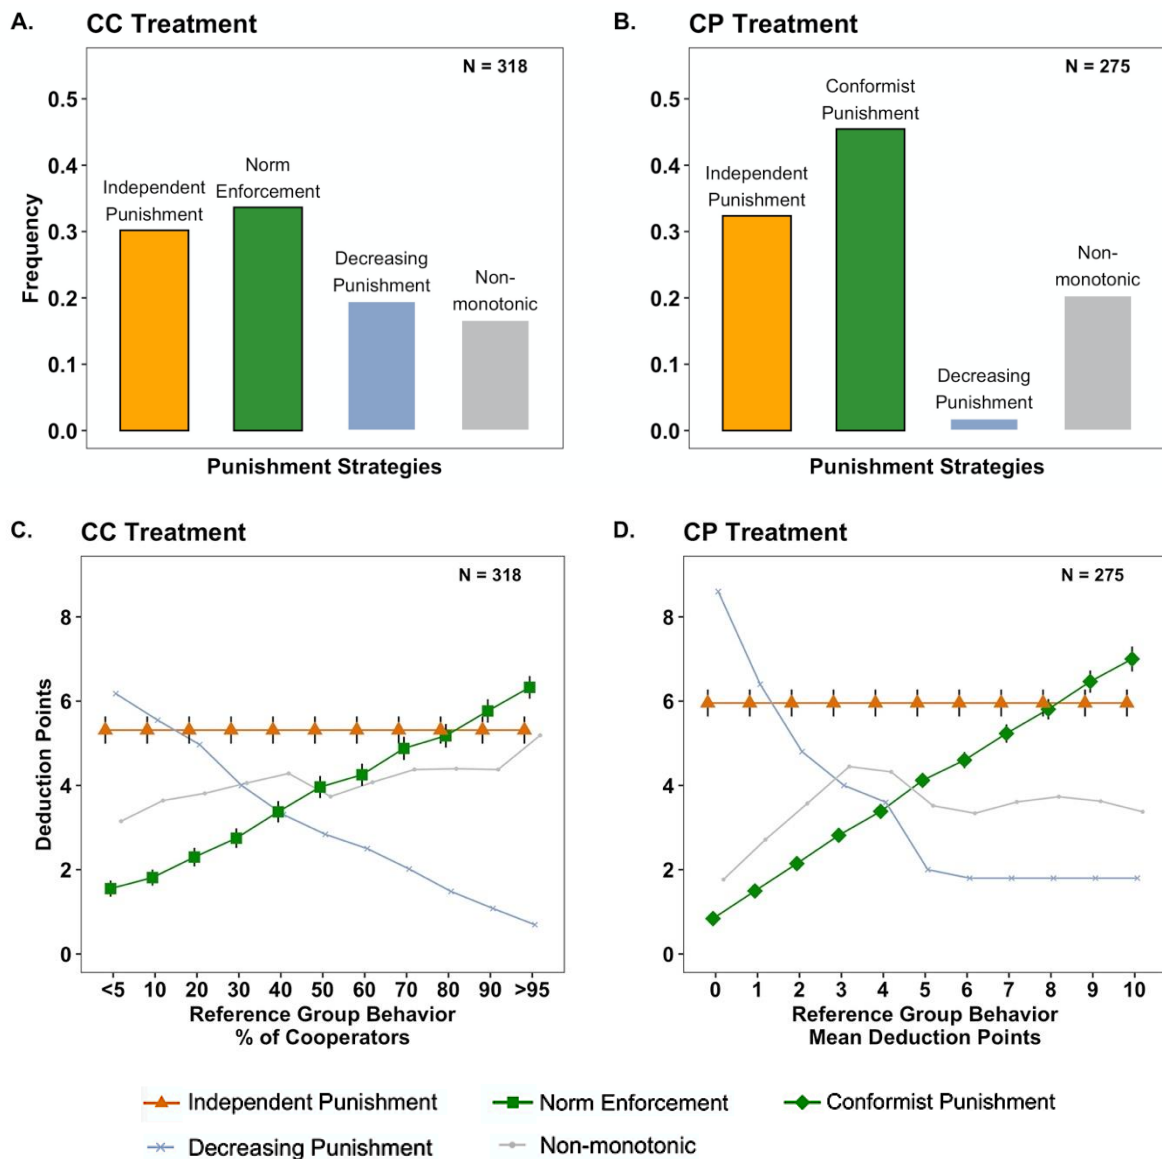 A. CC Treatment
N = 318
Frequency
0.5
0.4
0.3
0.2
0.1
0.0
Independent
Punishment
Norm
Enforcement
Decreasing
Punishment
Non-
monotonic
Punishment Strategies
B. CP Treatment
N = 275
0.5
0.4
0.3
0.2
0.1
0.0
Independent
Punishment
Conformist
Punishment
Decreasing
Punishment
Non-
monotonic
Punishment Strategies
C. CC Treatment
N = 318
Deduction Points
8
6
4
2
0
<5 10 20 30 40 50 60 70 80 90 >95
Reference Group Behavior
% of Cooperators
D. CP Treatment
N = 275
8
6
4
2
0
0 1 2 3 4 5 6 7 8 9 10
Reference Group Behavior
Mean Deduction Points
Independent Punishment
Norm Enforcement
Conformist Punishment
Decreasing Punishment
Non-monotonic